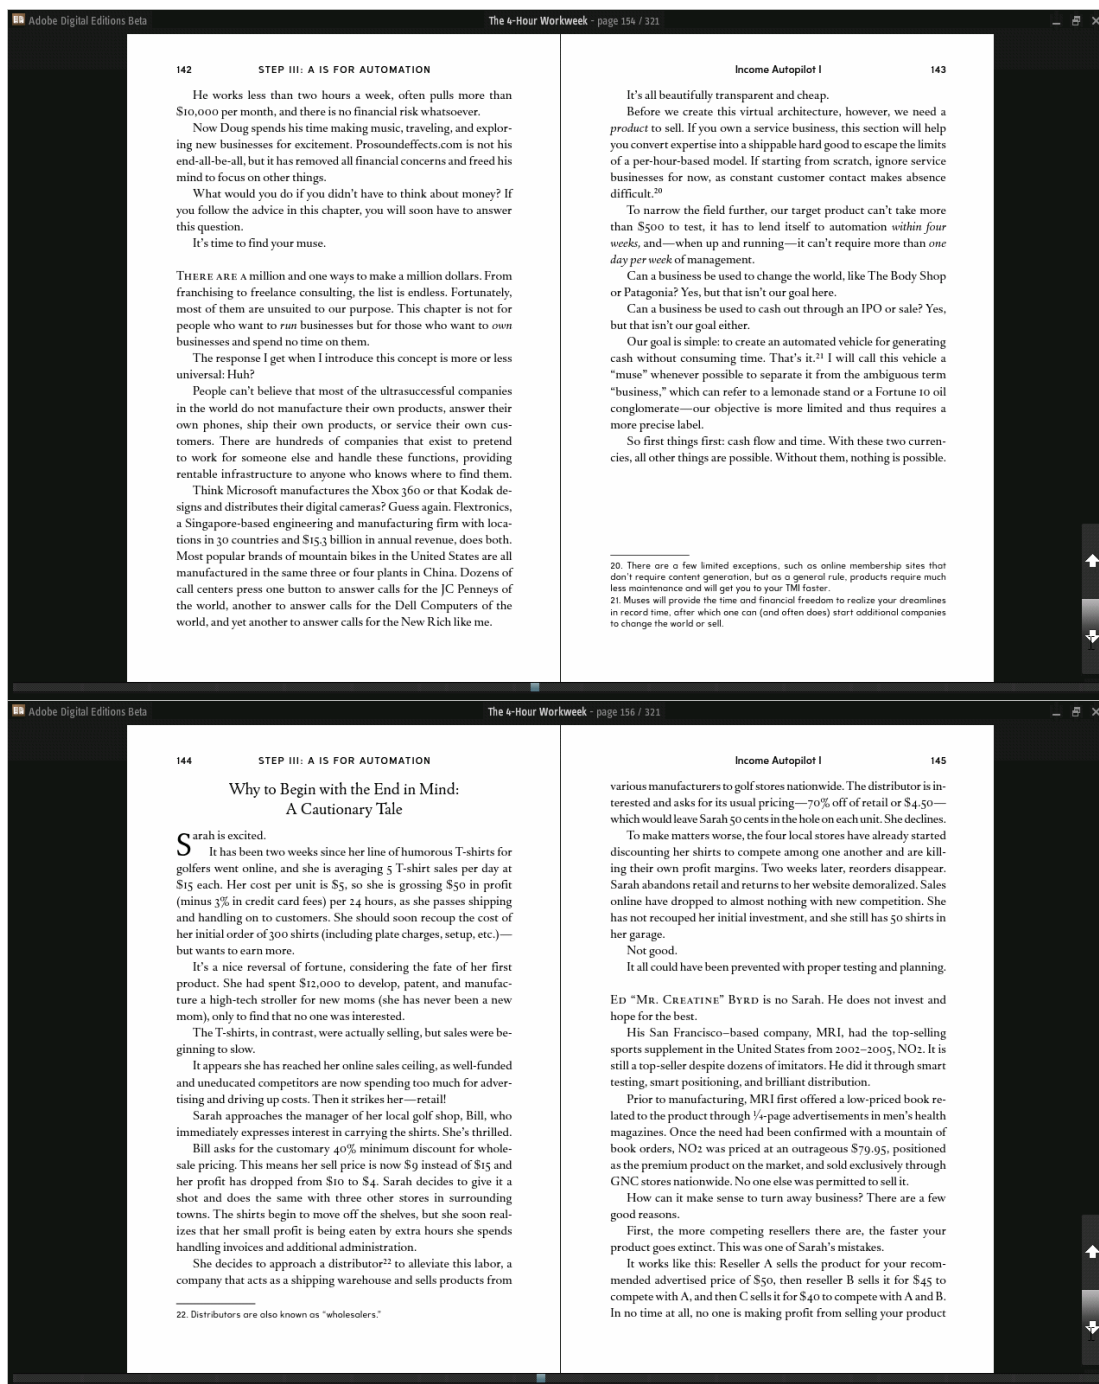 Adobe Digital Editions Beta
The 4-Hour Workweek - page 154 / 321
142
STEP III: A IS FOR AUTOMATION
He works less than two hours a week, often pulls more than
$10,000 per month, and there is no financial risk whatsoever.
Now Doug spends his time making music, traveling, and explor-
ing new businesses for excitement. Prosoundeffects.com is not his
end-all-be-all, but it has removed all financial concerns and freed his
mind to focus on other things.
What would you do if you didn't have to think about money? If
you follow the advice in this chapter, you will soon have to answer
this question.
It's time to find your muse.
THERE ARE A million and one ways to make a million dollars. From
franchising to freelance consulting, the list is endless. Fortunately,
most of them are unsuited to our purpose. This chapter is not for
people who want to run businesses but for those who want to own
businesses and spend no time on them.
The response I get when I introduce this concept is more or less
universal: Huh?
People can't believe that most of the ultrasuccessful companies
in the world do not manufacture their own products, answer their
own phones, ship their own products, or service their own cus-
tomers. There are hundreds of companies that exist to pretend
to work for someone else and handle these functions, providing
rentable infrastructure to anyone who knows where to find them.
Think Microsoft manufactures the Xbox 360 or that Kodak de-
signs and distributes their digital cameras? Guess again. Flextronics,
a Singapore-based engineering and manufacturing firm with loca-
tions in 30 countries and $15.3 billion in annual revenue, does both.
Most popular brands of mountain bikes in the United States are all
manufactured in the same three or four plants in China. Dozens of
call centers press one button to answer calls for the JC Penneys of
the world, another to answer calls for the Dell Computers of the
world, and yet another to answer calls for the New Rich like me.
Income Autopilot I
143
It's all beautifully transparent and cheap.
Before we create this virtual architecture, however, we need a
product to sell. If you own a service business, this section will help
you convert expertise into a shippable hard good to escape the limits
of a per-hour-based model. If starting from scratch, ignore service
businesses for now, as constant customer contact makes absence
difficult.20
To narrow the field further, our target product can't take more
than $500 to test, it has to lend itself to automation within four
weeks, and—when up and running—it can't require more than one
day per week of management.
Can a business be used to change the world, like The Body Shop
or Patagonia? Yes, but that isn't our goal here.
Can a business be used to cash out through an IPO or sale? Yes,
but that isn't our goal either.
Our goal is simple: to create an automated vehicle for generating
cash without consuming time. That's it.21 I will call this vehicle a
"muse" whenever possible to separate it from the ambiguous term
"business," which can refer to a lemonade stand or a Fortune 10 oil
conglomerate—our objective is more limited and thus requires a
more precise label.
So first things first: cash flow and time. With these two curren-
cies, all other things are possible. Without them, nothing is possible.
20. There are a few limited exceptions, such as online membership sites that
don't require content generation, but as a general rule, products require much
less maintenance and will get you to your TMI faster.
21. Muses will provide the time and financial freedom to realize your dreamlines
in record time, after which one can (and often does) start additional companies
to change the world or sell.
Adobe Digital Editions Beta
The 4-Hour Workweek - page 156 / 321
144
STEP III: A IS FOR AUTOMATION
Why to Begin with the End in Mind:
A Cautionary Tale
Sarah is excited.
It has been two weeks since her line of humorous T-shirts for
golfers went online, and she is averaging 5 T-shirt sales per day at
$15 each. Her cost per unit is $5, so she is grossing $50 in profit
(minus 3% in credit card fees) per 24 hours, as she passes shipping
and handling on to customers. She should soon recoup the cost of
her initial order of 300 shirts (including plate charges, setup, etc.)—
but wants to earn more.
It's a nice reversal of fortune, considering the fate of her first
product. She had spent $12,000 to develop, patent, and manufac-
ture a high-tech stroller for new moms (she has never been a new
mom), only to find that no one was interested.
The T-shirts, in contrast, were actually selling, but sales were be-
ginning to slow.
It appears she has reached her online sales ceiling, as well-funded
and uneducated competitors are now spending too much for adver-
tising and driving up costs. Then it strikes her—retail!
Sarah approaches the manager of her local golf shop, Bill, who
immediately expresses interest in carrying the shirts. She's thrilled.
Bill asks for the customary 40% minimum discount for whole-
sale pricing. This means her sell price is now $9 instead of $15 and
her profit has dropped from $10 to $4. Sarah decides to give it a
shot and does the same with three other stores in surrounding
towns. The shirts begin to move off the shelves, but she soon real-
izes that her small profit is being eaten by extra hours she spends
handling invoices and additional administration.
She decides to approach a distributor22 to alleviate this labor, a
company that acts as a shipping warehouse and sells products from
22. Distributors are also known as "wholesalers."
Income Autopilot I
145
various manufacturers to golf stores nationwide. The distributor is in-
terested and asks for its usual pricing—70% off of retail or $4.50—
which would leave Sarah 50 cents in the hole on each unit. She declines.
To make matters worse, the four local stores have already started
discounting her shirts to compete among one another and are kill-
ing their own profit margins. Two weeks later, reorders disappear.
Sarah abandons retail and returns to her website demoralized. Sales
online have dropped to almost nothing with new competition. She
has not recouped her initial investment, and she still has 50 shirts in
her garage.
Not good.
It all could have been prevented with proper testing and planning.
ED "MR. CREATINE" BYRD is no Sarah. He does not invest and
hope for the best.
His San Francisco–based company, MRI, had the top-selling
sports supplement in the United States from 2002–2005, NO2. It is
still a top-seller despite dozens of imitators. He did it through smart
testing, smart positioning, and brilliant distribution.
Prior to manufacturing, MRI first offered a low-priced book re-
lated to the product through ¼-page advertisements in men's health
magazines. Once the need had been confirmed with a mountain of
book orders, NO2 was priced at an outrageous $79.95, positioned
as the premium product on the market, and sold exclusively through
GNC stores nationwide. No one else was permitted to sell it.
How can it make sense to turn away business? There are a few
good reasons.
First, the more competing resellers there are, the faster your
product goes extinct. This was one of Sarah's mistakes.
It works like this: Reseller A sells the product for your recom-
mended advertised price of $50, then reseller B sells it for $45 to
compete with A, and then C sells it for $40 to compete with A and B.
In no time at all, no one is making profit from selling your product